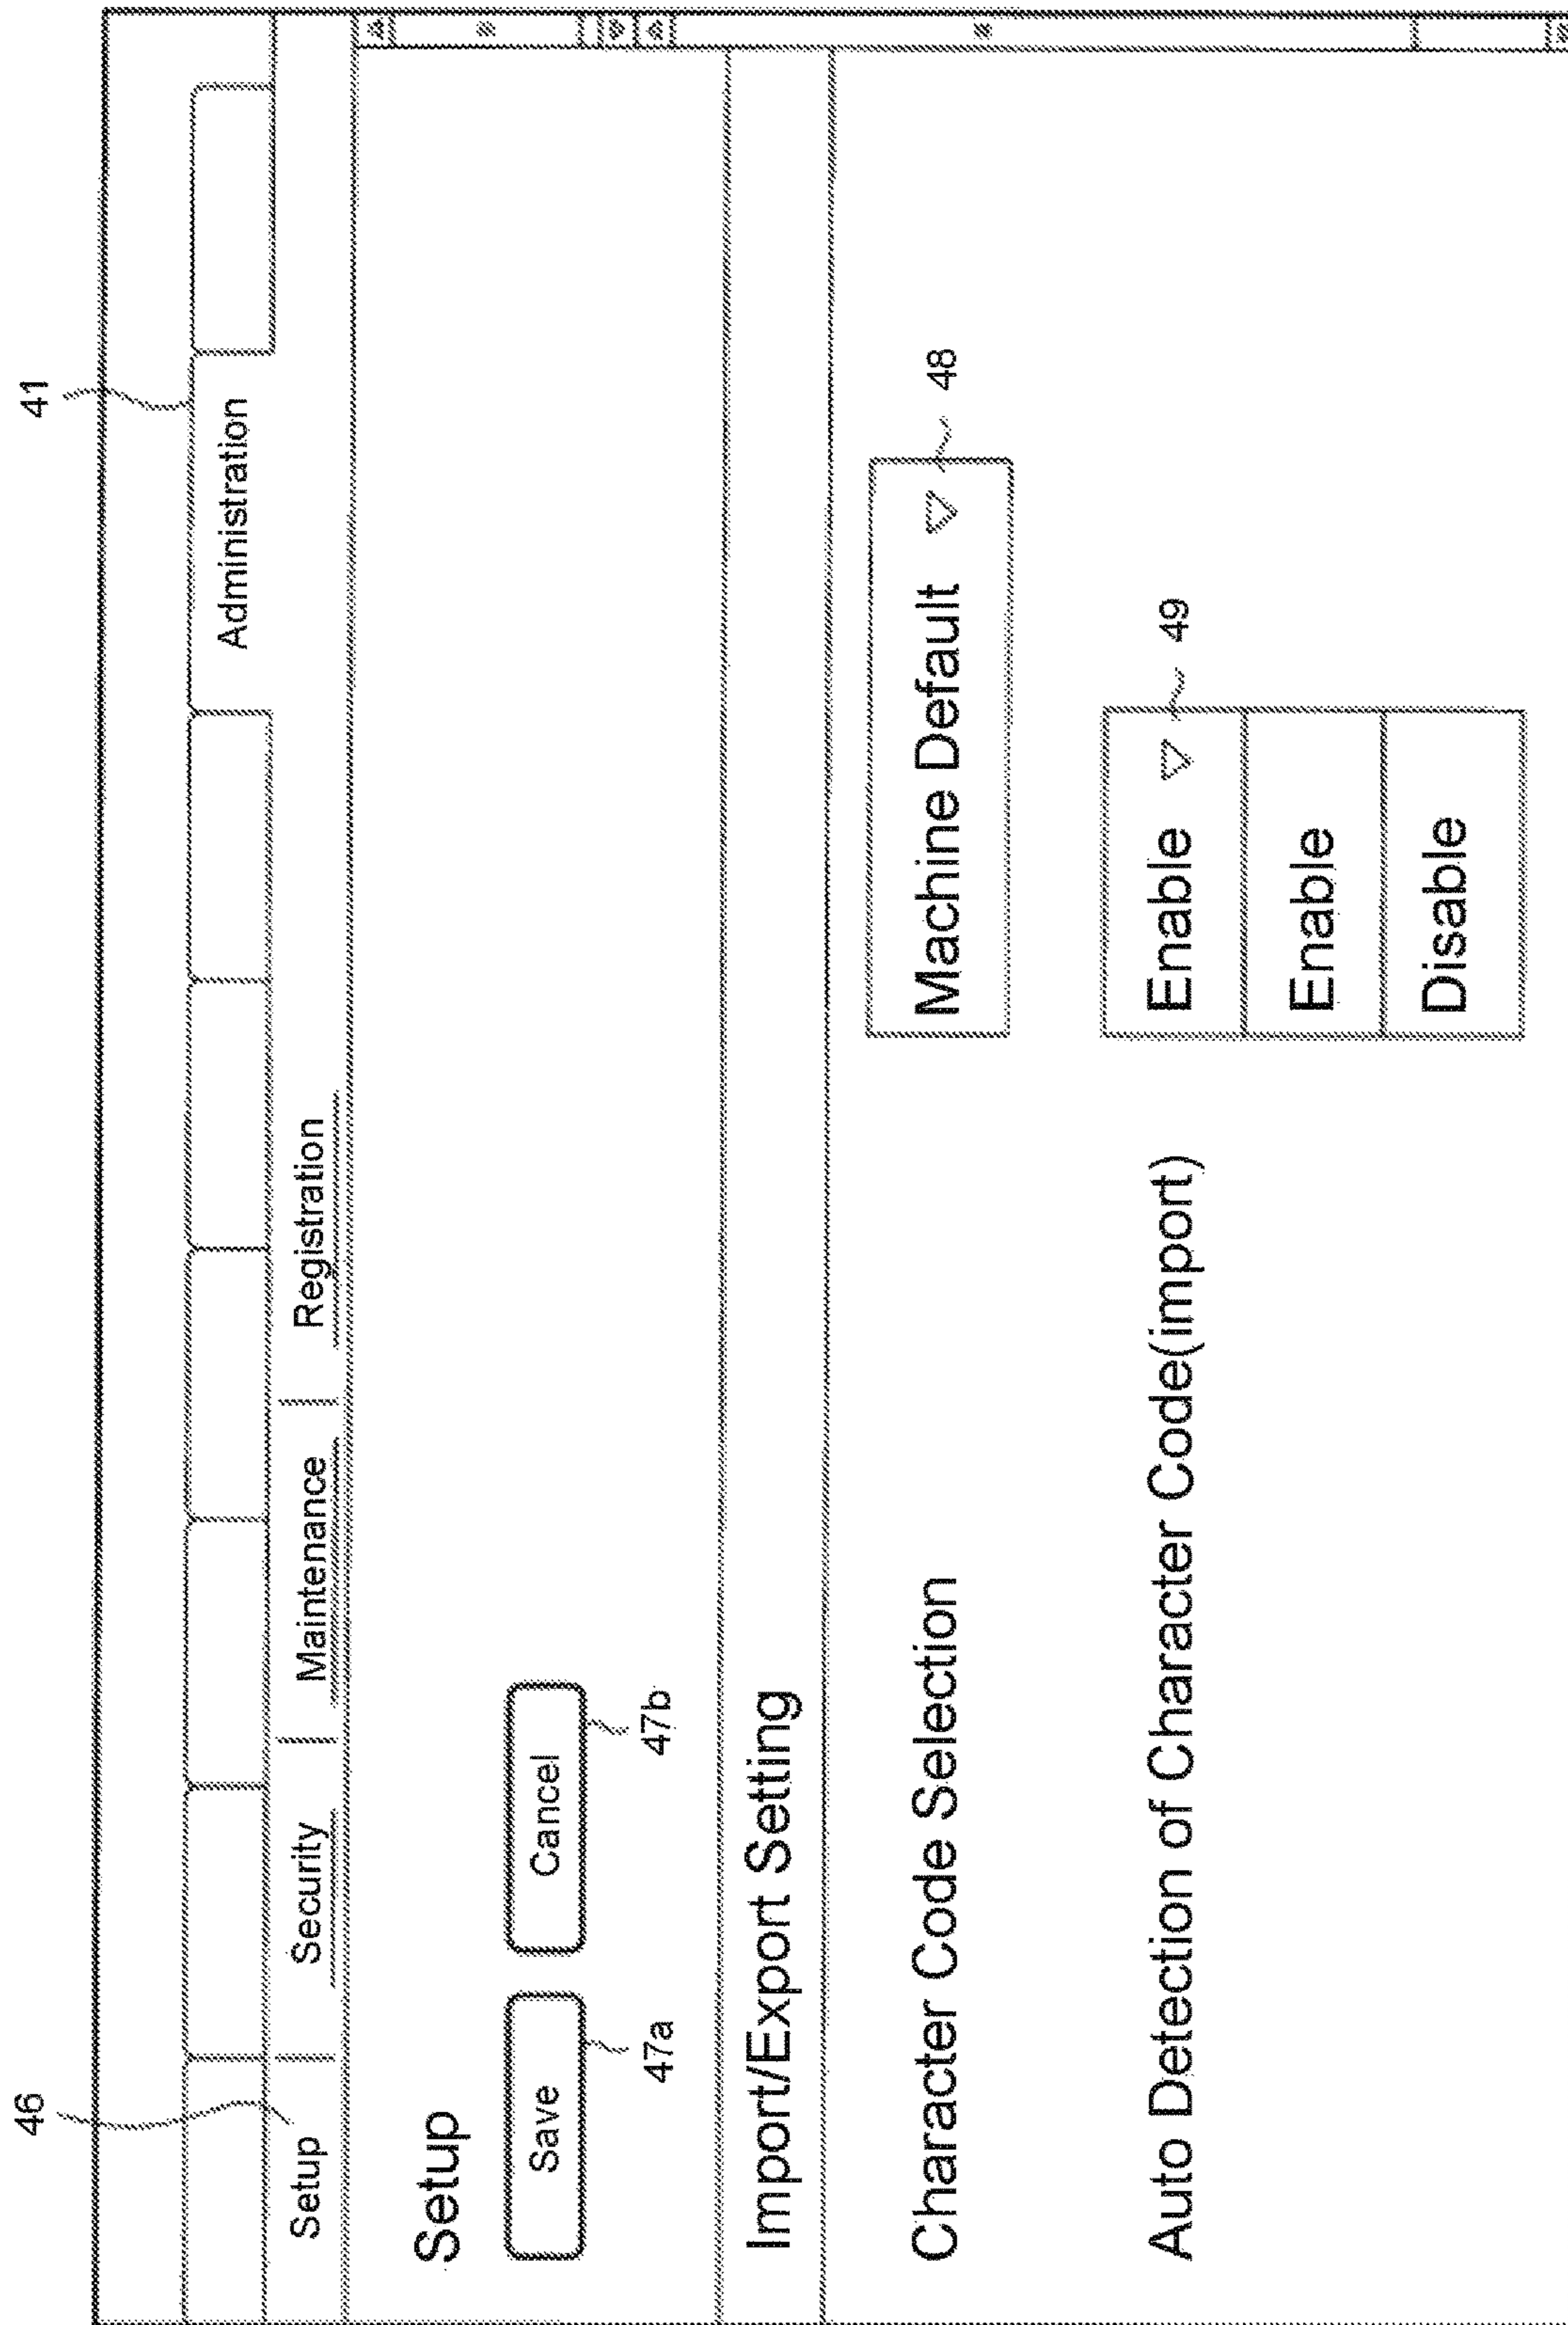 41
Administration
46
Setup Security Maintenance Registration
Setup
Save Cancel
47a 47b
Import/Export Setting
Character Code Selection Machine Default 48
Auto Detection of Character Code(import) Enable 49
Enable
Disable